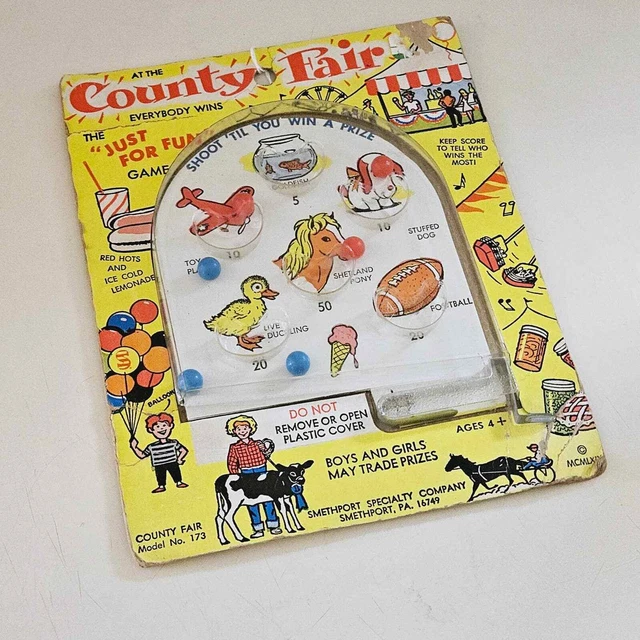 AT THE
County Fair
EVERYBODY WINS
THE
"JUST
FOR FUN"
GAME
SHOOT 'TIL YOU WIN A PRIZE
KEEP SCORE
TO TELL WHO
WINS THE
MOST!
GOLDFISH
5
10
STUFFED
DOG
TOY
10
SHETLAND
PONY
50
FOOTBALL
20
LIVE
DUCKLING
20
RED HOTS
AND
ICE COLD
LEMONADE
BALLOONS
DO NOT
REMOVE OR OPEN
PLASTIC COVER
AGES 4+
BOYS AND GIRLS
MAY TRADE PRIZES
SMETHPORT SPECIALTY COMPANY
SMETHPORT, PA. 16749
COUNTY FAIR
Model No. 173
©